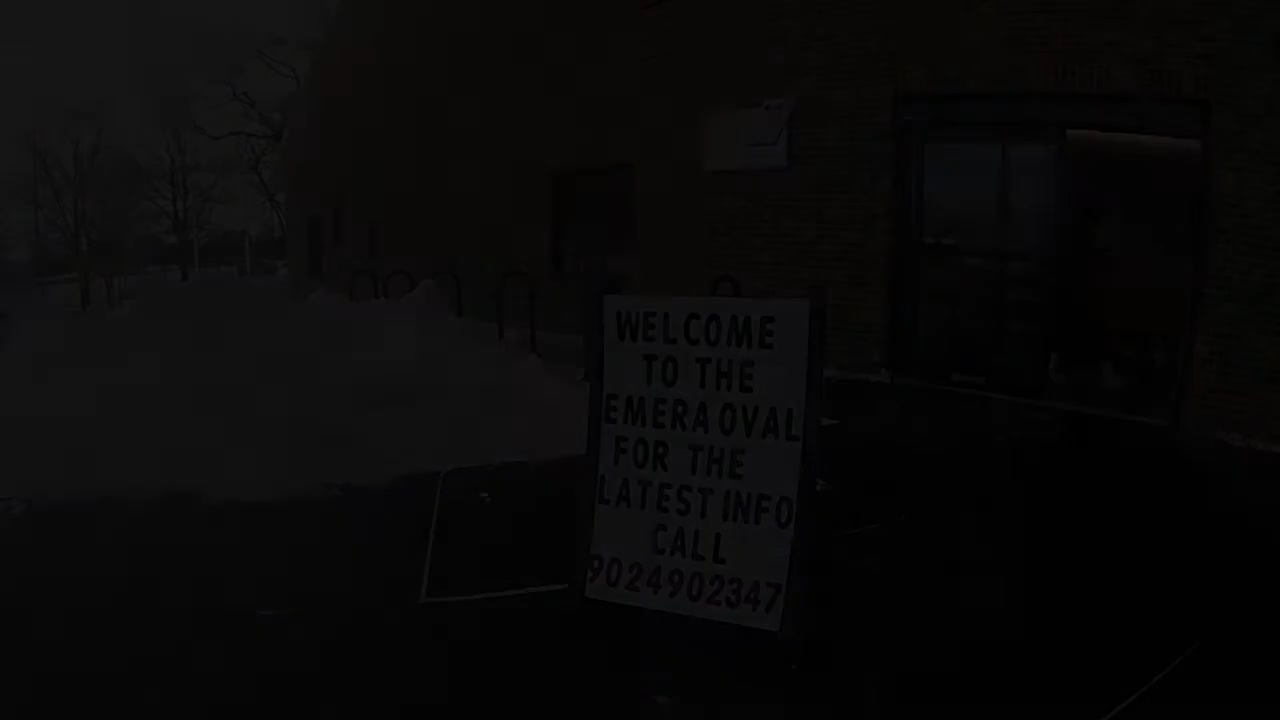 WELCOME
TO THE
EMERA OVAL
FOR THE
LATEST INFO
CALL
9024902347